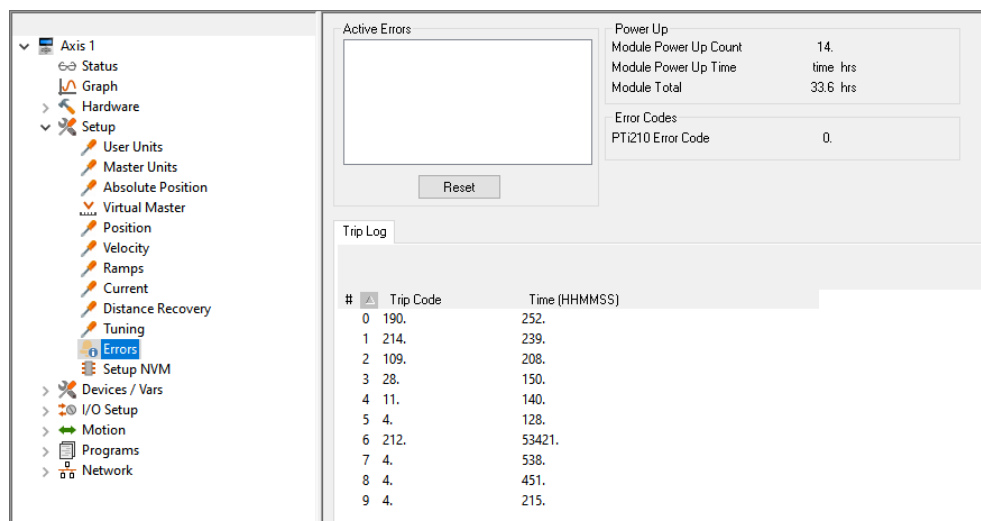 Axis 1
Status
Graph
Hardware
Setup
User Units
Master Units
Absolute Position
Virtual Master
Position
Velocity
Ramps
Current
Distance Recovery
Tuning
Errors
Setup NVM
Devices / Vars
I/O Setup
Motion
Programs
Network
Active Errors
Reset
Power Up
Module Power Up Count 14.
Module Power Up Time time hrs
Module Total 33.6 hrs
Error Codes
PTi210 Error Code 0.
Trip Log
# Trip Code Time (HHMMSS)
0 190. 252.
1 214. 239.
2 109. 208.
3 28. 150.
4 11. 140.
5 4. 128.
6 212. 53421.
7 4. 538.
8 4. 451.
9 4. 215.